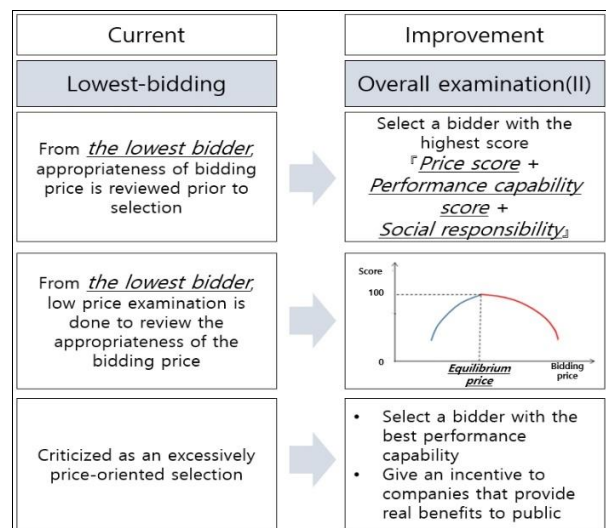 Current
Improvement
Lowest-bidding
Overall examination(II)
From the lowest bidder,
appropriateness of bidding
price is reviewed prior to
selection
Select a bidder with the
highest score
『Price score +
Performance capability
score +
Social responsibility』
From the lowest bidder,
low price examination is
done to review the
appropriateness of the
bidding price
Score
100
0
Equilibrium
price
Bidding
price
Criticized as an excessively
price-oriented selection
• Select a bidder with the
best performance
capability
• Give an incentive to
companies that provide
real benefits to public